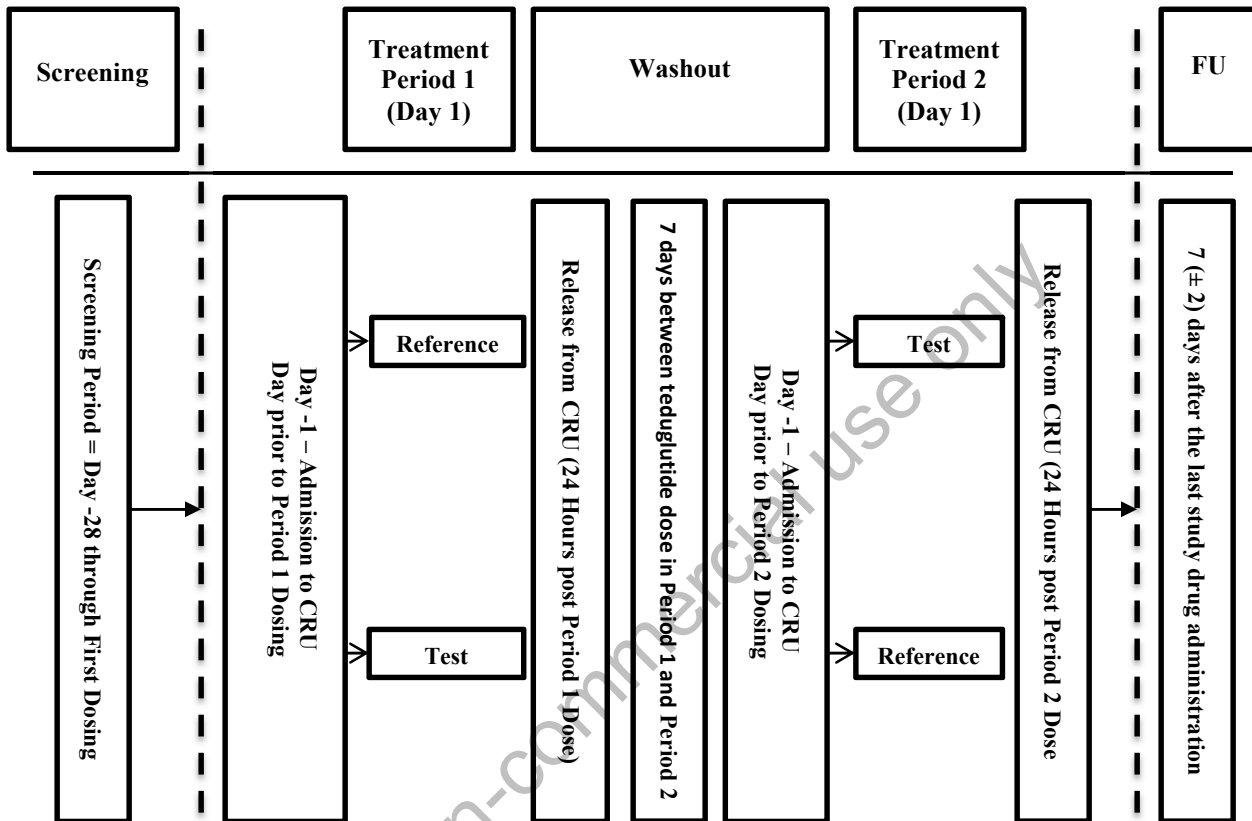 Screening
Treatment
Period 1
(Day 1)
Washout
Treatment
Period 2
(Day 1)
FU
Screening Period = Day -28 through First Dosing
Day -1 – Admission to CRU
Day prior to Period 1 Dosing
Reference
Test
Release from CRU (24 Hours post Period 1 Dose)
7 days between teduglutide dose in Period 1 and Period 2
Day -1 – Admission to CRU
Day prior to Period 2 Dosing
Test
Reference
Release from CRU (24 Hours post Period 2 Dose
7 (± 2) days after the last study drug administration
n-commercial use only